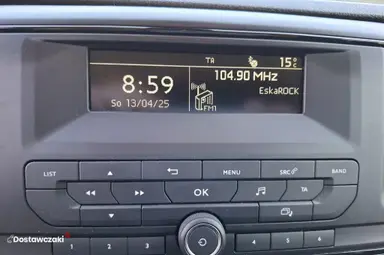 TA 15°C
8:59
104.90 MHz
So 13/04/25
EskaROCK
FM1
LIST
MENU
SRC
BAND
OK
TA
1 2 3 4 5 6
Dostawczaki